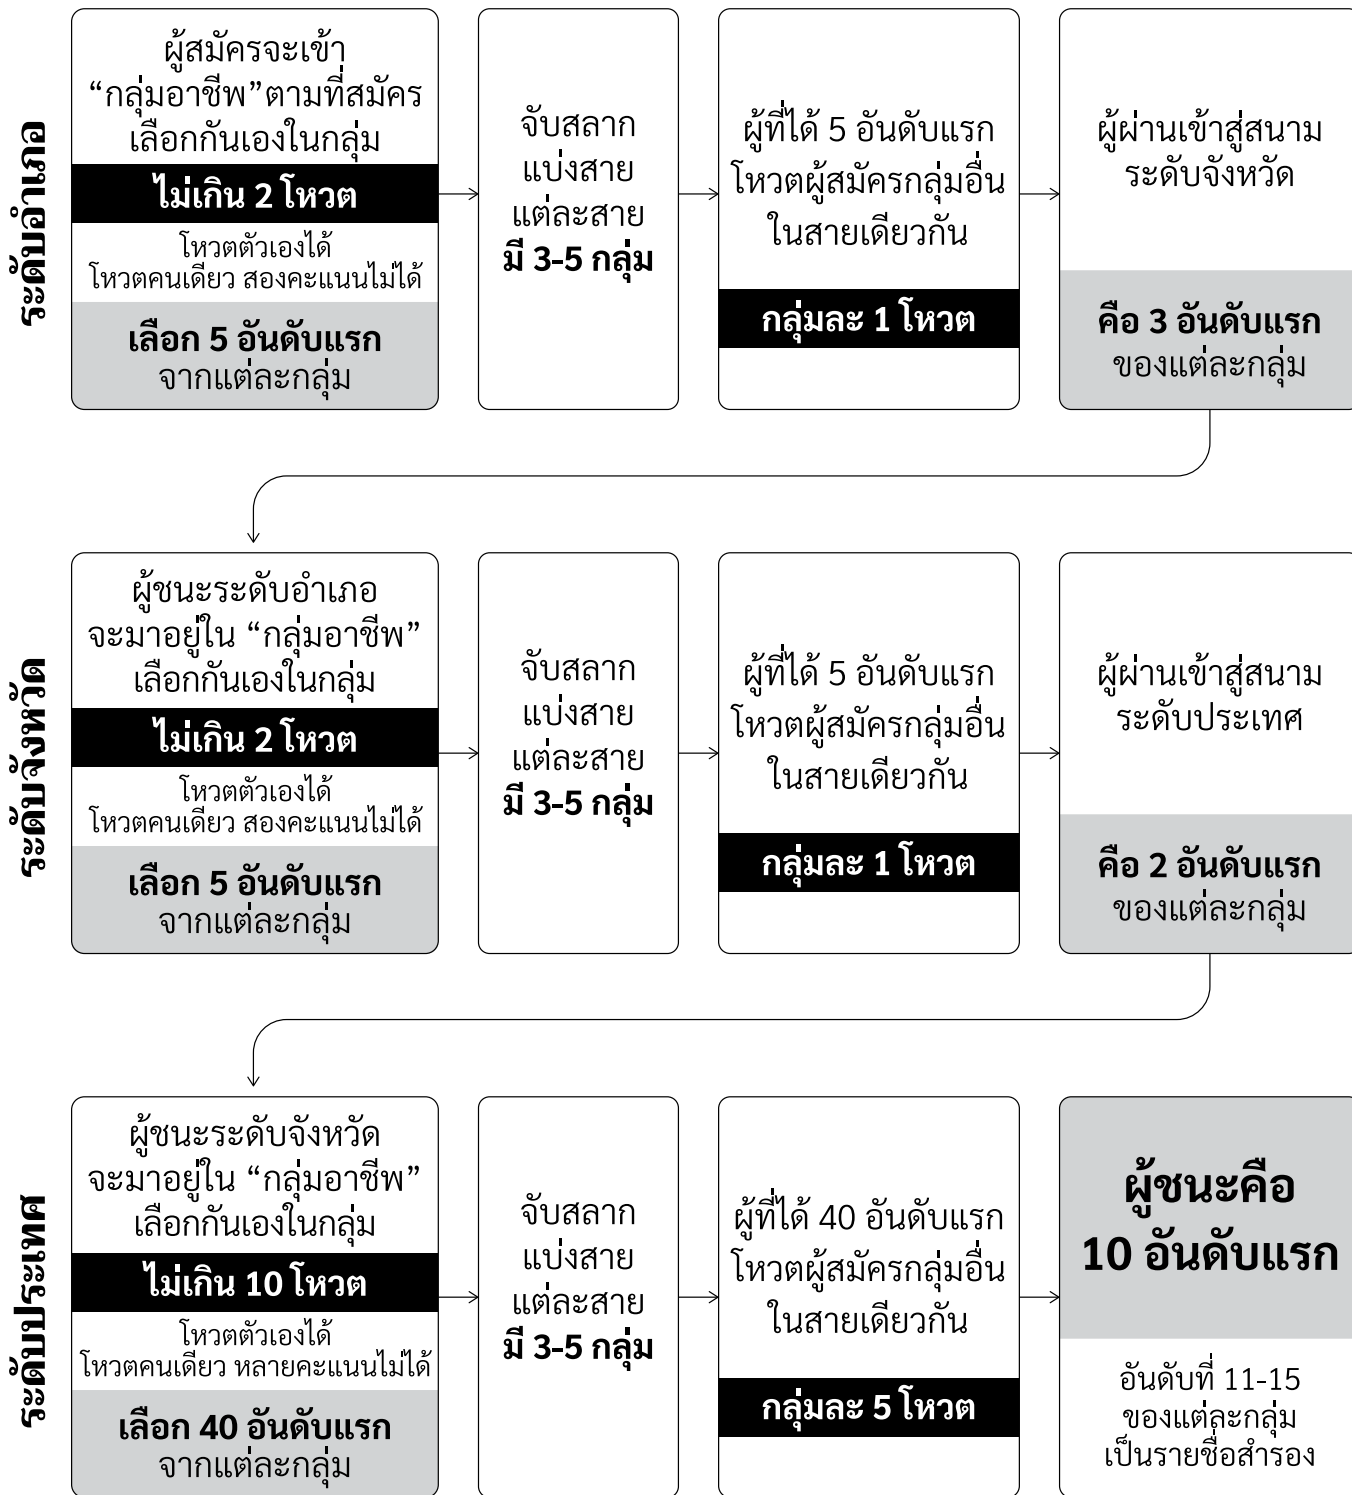 ระดับอำเภอ
ผู้สมัครจะเข้า
“กลุ่มอาชีพ”ตามที่สมัคร
เลือกกันเองในกลุ่ม
ไม่เกิน 2 โหวต
โหวตตัวเองได้
โหวตคนเดียว สองคะแนนไม่ได้
เลือก 5 อันดับแรก
จากแต่ละกลุ่ม
จับสลาก
แบ่งสาย
แต่ละสาย
มี 3-5 กลุ่ม
ผู้ที่ได้ 5 อันดับแรก
โหวตผู้สมัครกลุ่มอื่น
ในสายเดียวกัน
กลุ่มละ 1 โหวต
ผู้ผ่านเข้าสู่สนาม
ระดับจังหวัด
คือ 3 อันดับแรก
ของแต่ละกลุ่ม
ระดับจังหวัด
ผู้ชนะระดับอำเภอ
จะมาอยู่ใน “กลุ่มอาชีพ”
เลือกกันเองในกลุ่ม
ไม่เกิน 2 โหวต
โหวตตัวเองได้
โหวตคนเดียว สองคะแนนไม่ได้
เลือก 5 อันดับแรก
จากแต่ละกลุ่ม
จับสลาก
แบ่งสาย
แต่ละสาย
มี 3-5 กลุ่ม
ผู้ที่ได้ 5 อันดับแรก
โหวตผู้สมัครกลุ่มอื่น
ในสายเดียวกัน
กลุ่มละ 1 โหวต
ผู้ผ่านเข้าสู่สนาม
ระดับประเทศ
คือ 2 อันดับแรก
ของแต่ละกลุ่ม
ระดับประเทศ
ผู้ชนะระดับจังหวัด
จะมาอยู่ใน “กลุ่มอาชีพ”
เลือกกันเองในกลุ่ม
ไม่เกิน 10 โหวต
โหวตตัวเองได้
โหวตคนเดียว หลายคะแนนไม่ได้
เลือก 40 อันดับแรก
จากแต่ละกลุ่ม
จับสลาก
แบ่งสาย
แต่ละสาย
มี 3-5 กลุ่ม
ผู้ที่ได้ 40 อันดับแรก
โหวตผู้สมัครกลุ่มอื่น
ในสายเดียวกัน
กลุ่มละ 5 โหวต
ผู้ชนะคือ
10 อันดับแรก
อันดับที่ 11-15
ของแต่ละกลุ่ม
เป็นรายชื่อสำรอง